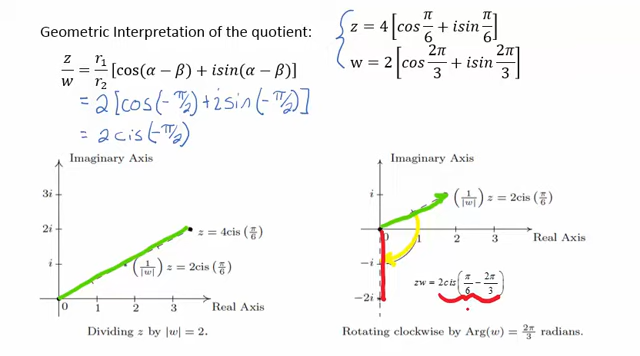 Geometric Interpretation of the quotient:
z = 4 [cos π/6 + isin π/6]
w = 2 [cos 2π/3 + isin 2π/3]
z/w = r₁/r₂ [cos(α − β) + isin(α − β)]
= 2 [cos(-π/2) + i sin(-π/2)]
= 2 cis(-π/2)
Imaginary Axis
3i
2i
i
z = 4cis (π/6)
(1/|w|) z = 2cis (π/6)
0 1 2 3
Real Axis
Dividing z by |w| = 2.
Imaginary Axis
i
(1/|w|) z = 2cis (π/6)
0 1 2 3
Real Axis
−i
−2i
zw = 2cis(π/6 − 2π/3)
Rotating clockwise by Arg(w) = 2π/3 radians.